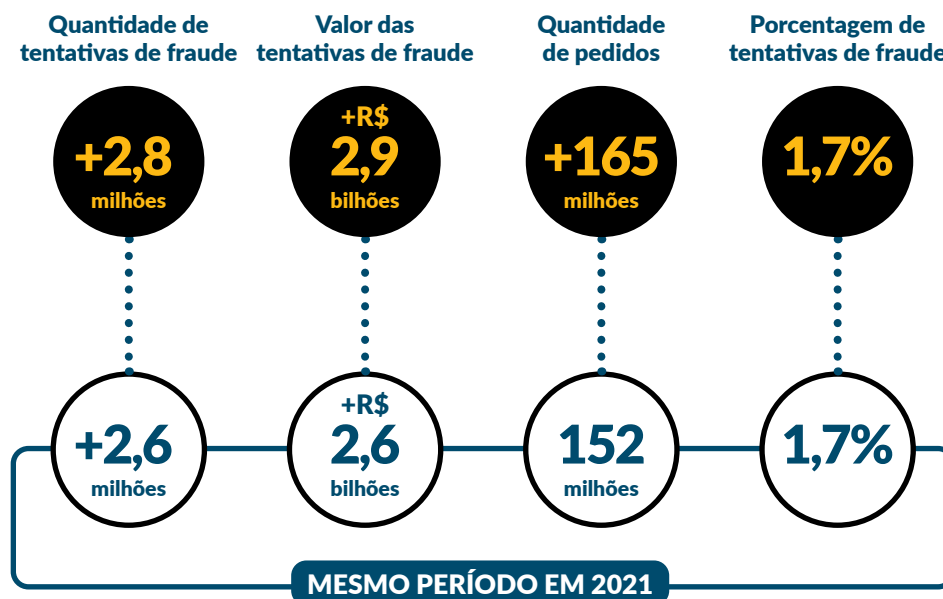 Quantidade de
tentativas de fraude
Valor das
tentativas de fraude
Quantidade
de pedidos
Porcentagem de
tentativas de fraude
+2,8
milhões
+R$
2,9
bilhões
+165
milhões
1,7%
+2,6
milhões
+R$
2,6
bilhões
152
milhões
1,7%
MESMO PERÍODO EM 2021